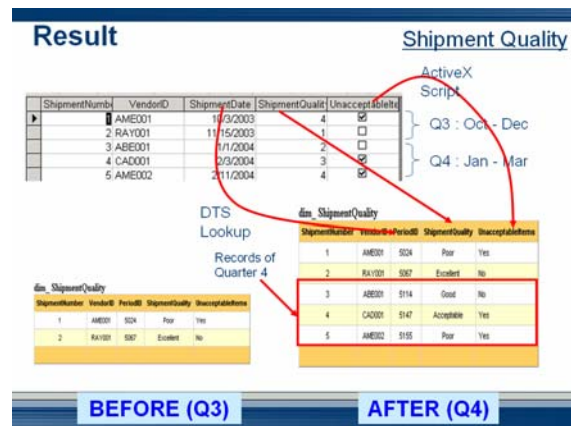 Result
Shipment Quality
ActiveX
Script
ShipmentNumbe VendorID ShipmentDate ShipmentQualit UnacceptableIte
1 AME001 10/3/2003 4
2 RAY001 11/15/2003 1
3 ABE001 1/1/2004 2
4 CAD001 2/3/2004 3
5 AME002 2/11/2004 4
Q3 : Oct - Dec
Q4 : Jan - Mar
DTS
Lookup
Records of
Quarter 4
dim_ShipmentQuality
ShipmentNumber VendorID PeriodID ShipmentQuality UnacceptableItems
1 AME001 5024 Poor Yes
2 RAY001 5067 Excellent No
3 ABE001 5114 Good No
4 CAD001 5147 Acceptable Yes
5 AME002 5155 Poor Yes
dim_ShipmentQuality
ShipmentNumber VendorID PeriodID ShipmentQuality UnacceptableItems
1 AME001 5024 Poor Yes
2 RAY001 5067 Excellent No
BEFORE (Q3)
AFTER (Q4)